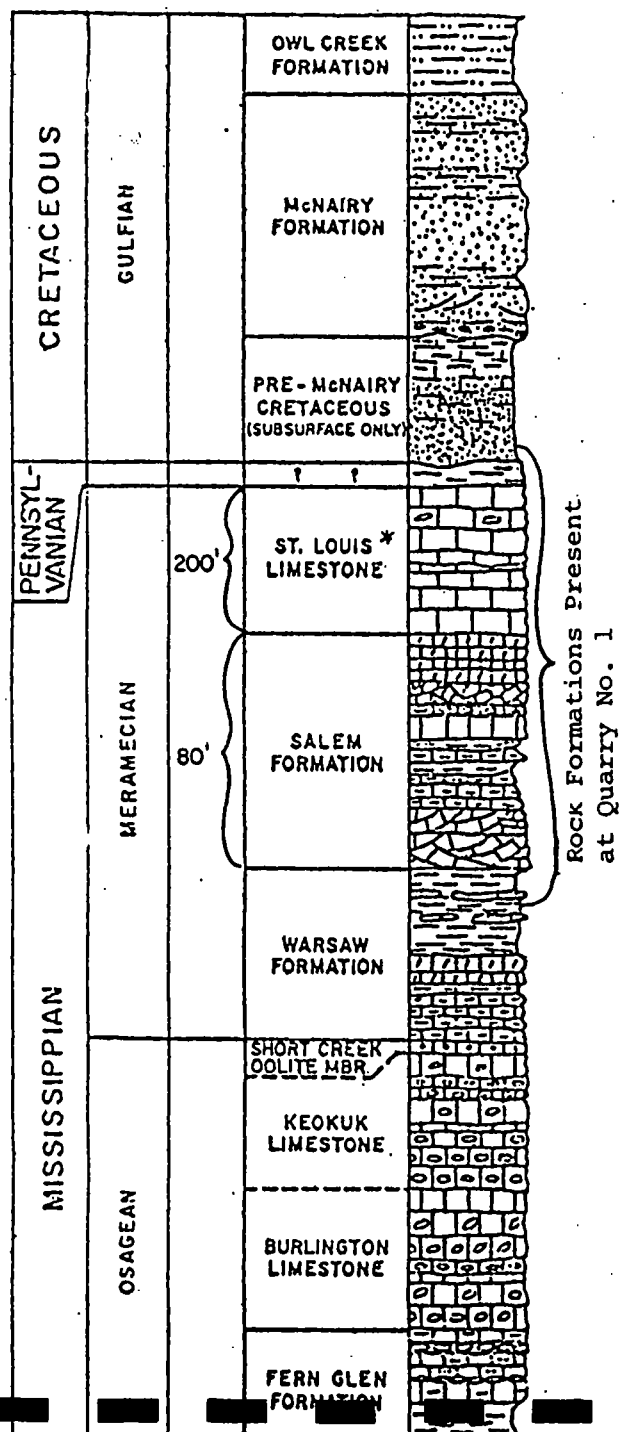 CRETACEOUS
GULFIAN
OWL CREEK
FORMATION
McNAIRY
FORMATION
PRE-McNAIRY
CRETACEOUS
(SUBSURFACE ONLY)
PENNSYL-
VANIAN
? ?
MISSISSIPPIAN
MERAMECIAN
200'
ST. LOUIS *
LIMESTONE
80'
SALEM
FORMATION
WARSAW
FORMATION
OSAGEAN
SHORT CREEK
OOLITE MBR.
KEOKUK
LIMESTONE
BURLINGTON
LIMESTONE
FERN GLEN
FORMATION
Rock Formations Present
at Quarry No. 1